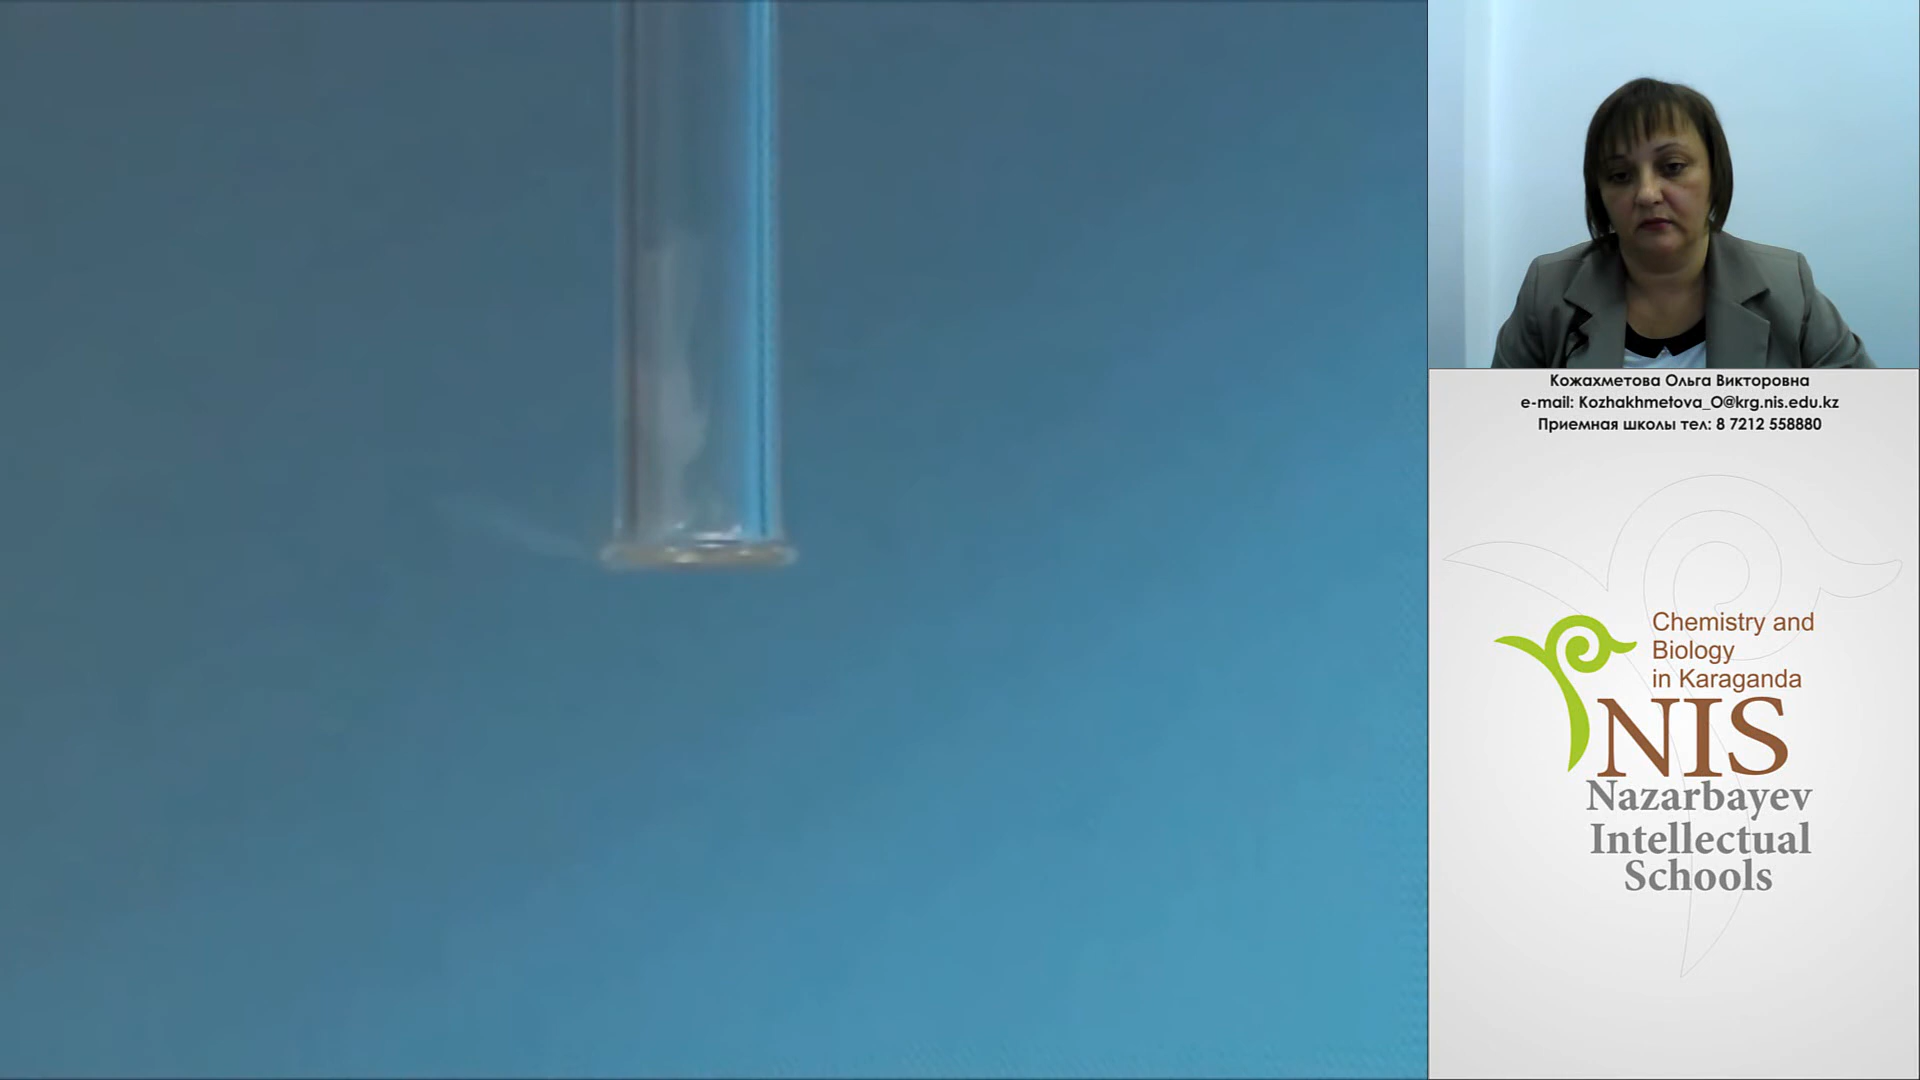 Кожахметова Ольга Викторовна
e-mail: Kozhakhmetova_O@krg.nis.edu.kz
Приемная школы тел: 8 7212 558880
Chemistry and
Biology
in Karaganda
NIS
Nazarbayev
Intellectual
Schools